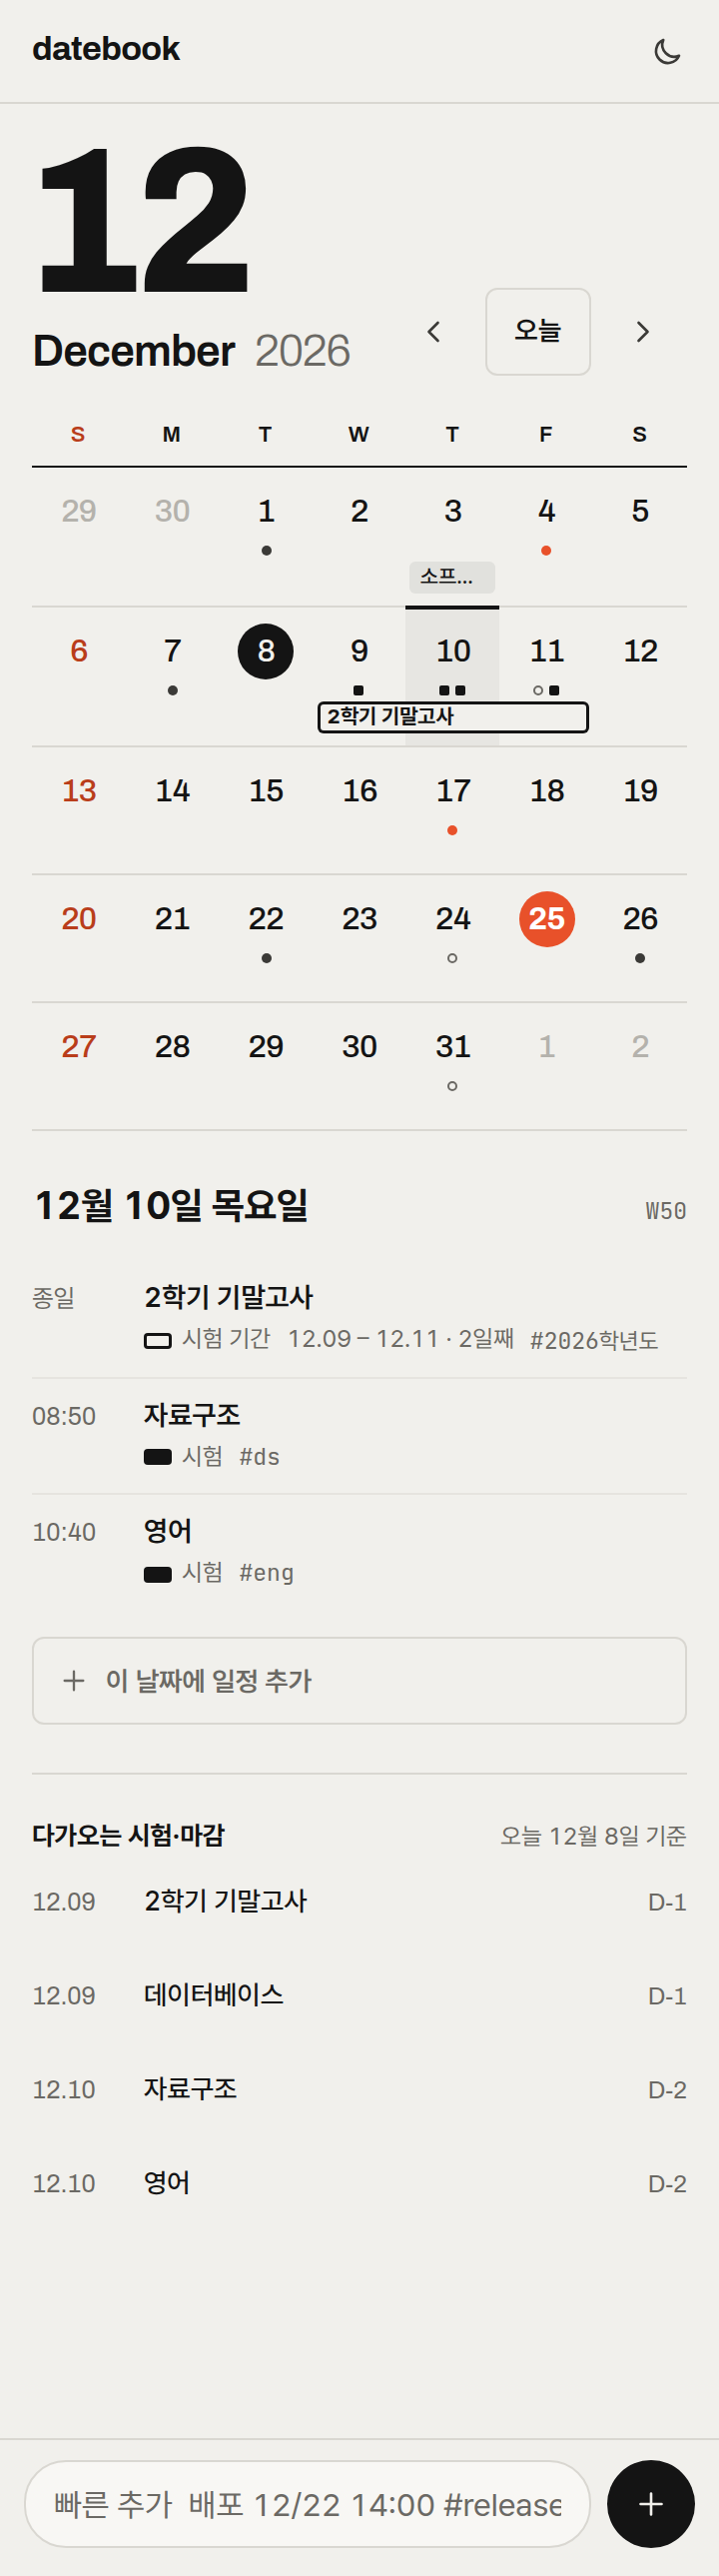 datebook
12
December 2026
오늘
S M T W T F S
29 30 1 2 3 4 5
소프...
6 7 8 9 10 11 12
2학기 기말고사
13 14 15 16 17 18 19
20 21 22 23 24 25 26
27 28 29 30 31 1 2
12월 10일 목요일 W50
종일 2학기 기말고사
시험 기간 12.09 – 12.11 · 2일째 #2026학년도
08:50 자료구조
시험 #ds
10:40 영어
시험 #eng
이 날짜에 일정 추가
다가오는 시험·마감 오늘 12월 8일 기준
12.09 2학기 기말고사 D-1
12.09 데이터베이스 D-1
12.10 자료구조 D-2
12.10 영어 D-2
빠른 추가 배포 12/22 14:00 #release